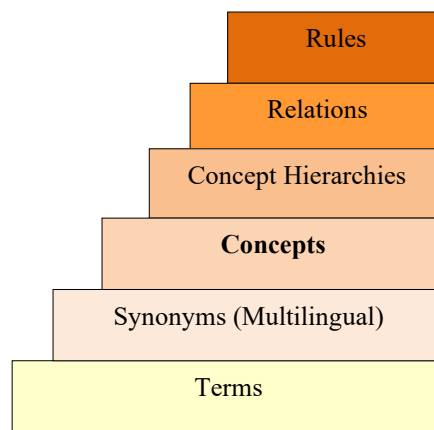 Rules
Relations
Concept Hierarchies
Concepts
Synonyms (Multilingual)
Terms